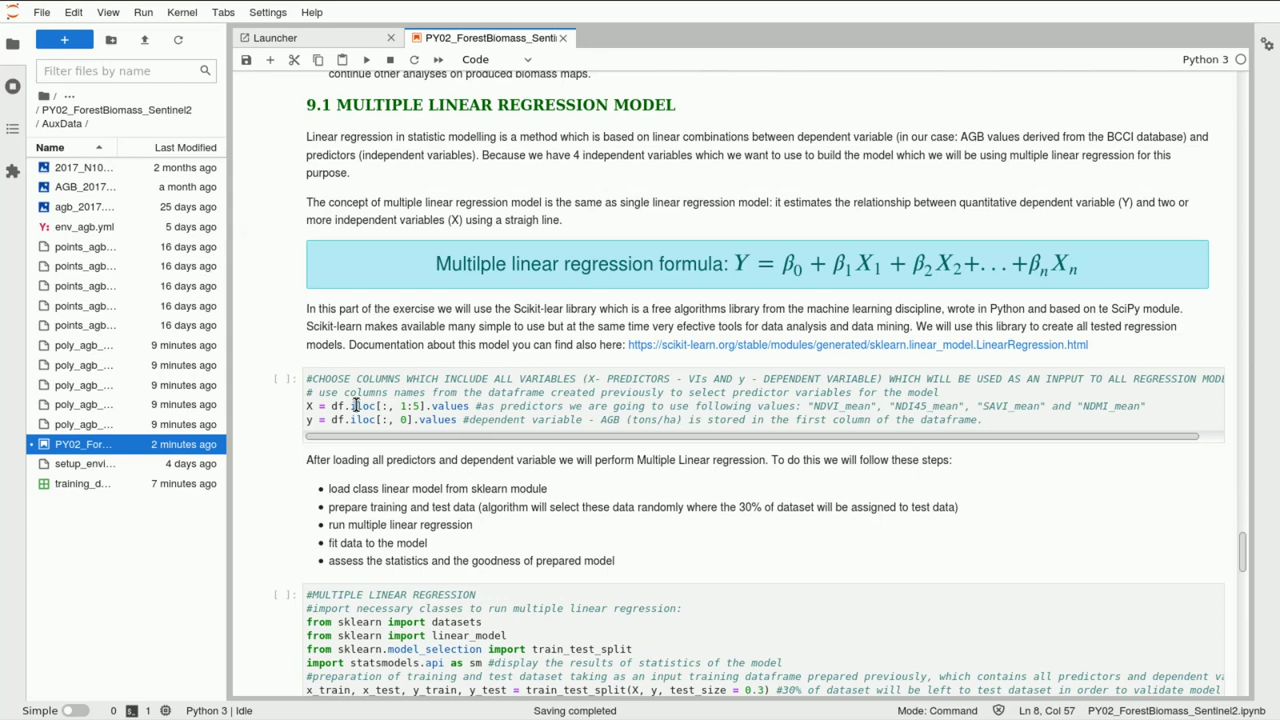 File Edit View Run Kernel Tabs Settings Help
Launcher
PY02_ForestBiomass_Senti
Code
Python 3
Filter files by name
/ ...
/ PY02_ForestBiomass_Sentinel2
/ AuxData /
Name Last Modified
2017_N10... 2 months ago
AGB_2017... a month ago
agb_2017.... 25 days ago
Y: env_agb.yml 5 days ago
points_agb... 16 days ago
points_agb... 16 days ago
points_agb... 16 days ago
points_agb... 16 days ago
points_agb... 16 days ago
poly_agb_... 9 minutes ago
poly_agb_... 9 minutes ago
poly_agb_... 9 minutes ago
poly_agb_... 9 minutes ago
poly_agb_... 9 minutes ago
PY02_For... 2 minutes ago
setup_envi... 4 days ago
training_d... 7 minutes ago
continue other analyses on produced biomass maps.
9.1 MULTIPLE LINEAR REGRESSION MODEL
Linear regression in statistic modelling is a method which is based on linear combinations between dependent variable (in our case: AGB values derived from the BCCI database) and
predictors (independent variables). Because we have 4 independent variables which we want to use to build the model which we will be using multiple linear regression for this
purpose.
The concept of multiple linear regression model is the same as single linear regression model: it estimates the relationship between quantitative dependent variable (Y) and two or
more independent variables (X) using a straigh line.
Multilple linear regression formula: Y = β0 + β1X1 + β2X2+. . . +βnXn
In this part of the exercise we will use the Scikit-lear library which is a free algorithms library from the machine learning discipline, wrote in Python and based on te SciPy module.
Scikit-learn makes available many simple to use but at the same time very efective tools for data analysis and data mining. We will use this library to create all tested regression
models. Documentation about this model you can find also here: https://scikit-learn.org/stable/modules/generated/sklearn.linear_model.LinearRegression.html
[ ]: #CHOOSE COLUMNS WHICH INCLUDE ALL VARIABLES (X- PREDICTORS - VIs AND y - DEPENDENT VARIABLE) WHICH WILL BE USED AS AN INPPUT TO ALL REGRESSION MODE
# use columns names from the dataframe created previously to select predictor variables for the model
X = df.iloc[:, 1:5].values #as predictors we are going to use following values: "NDVI_mean", "NDI45_mean", "SAVI_mean" and "NDMI_mean"
y = df.iloc[:, 0].values #dependent variable - AGB (tons/ha) is stored in the first column of the dataframe.
After loading all predictors and dependent variable we will perform Multiple Linear regression. To do this we will follow these steps:
• load class linear model from sklearn module
• prepare training and test data (algorithm will select these data randomly where the 30% of dataset will be assigned to test data)
• run multiple linear regression
• fit data to the model
• assess the statistics and the goodness of prepared model
[ ]: #MULTIPLE LINEAR REGRESSION
#import necessary classes to run multiple linear regression:
from sklearn import datasets
from sklearn import linear_model
from sklearn.model_selection import train_test_split
import statsmodels.api as sm #display the results of statistics of the model
#preparation of training and test dataset taking as an input training dataframe prepared previously, which contains all predictors and dependent va
x_train, x_test, y_train, y_test = train_test_split(X, y, test_size = 0.3) #30% of dataset will be left to test dataset in order to validate model
Simple 0 1 Python 3 | Idle Saving completed Mode: Command Ln 8, Col 57 PY02_ForestBiomass_Sentinel2.ipynb